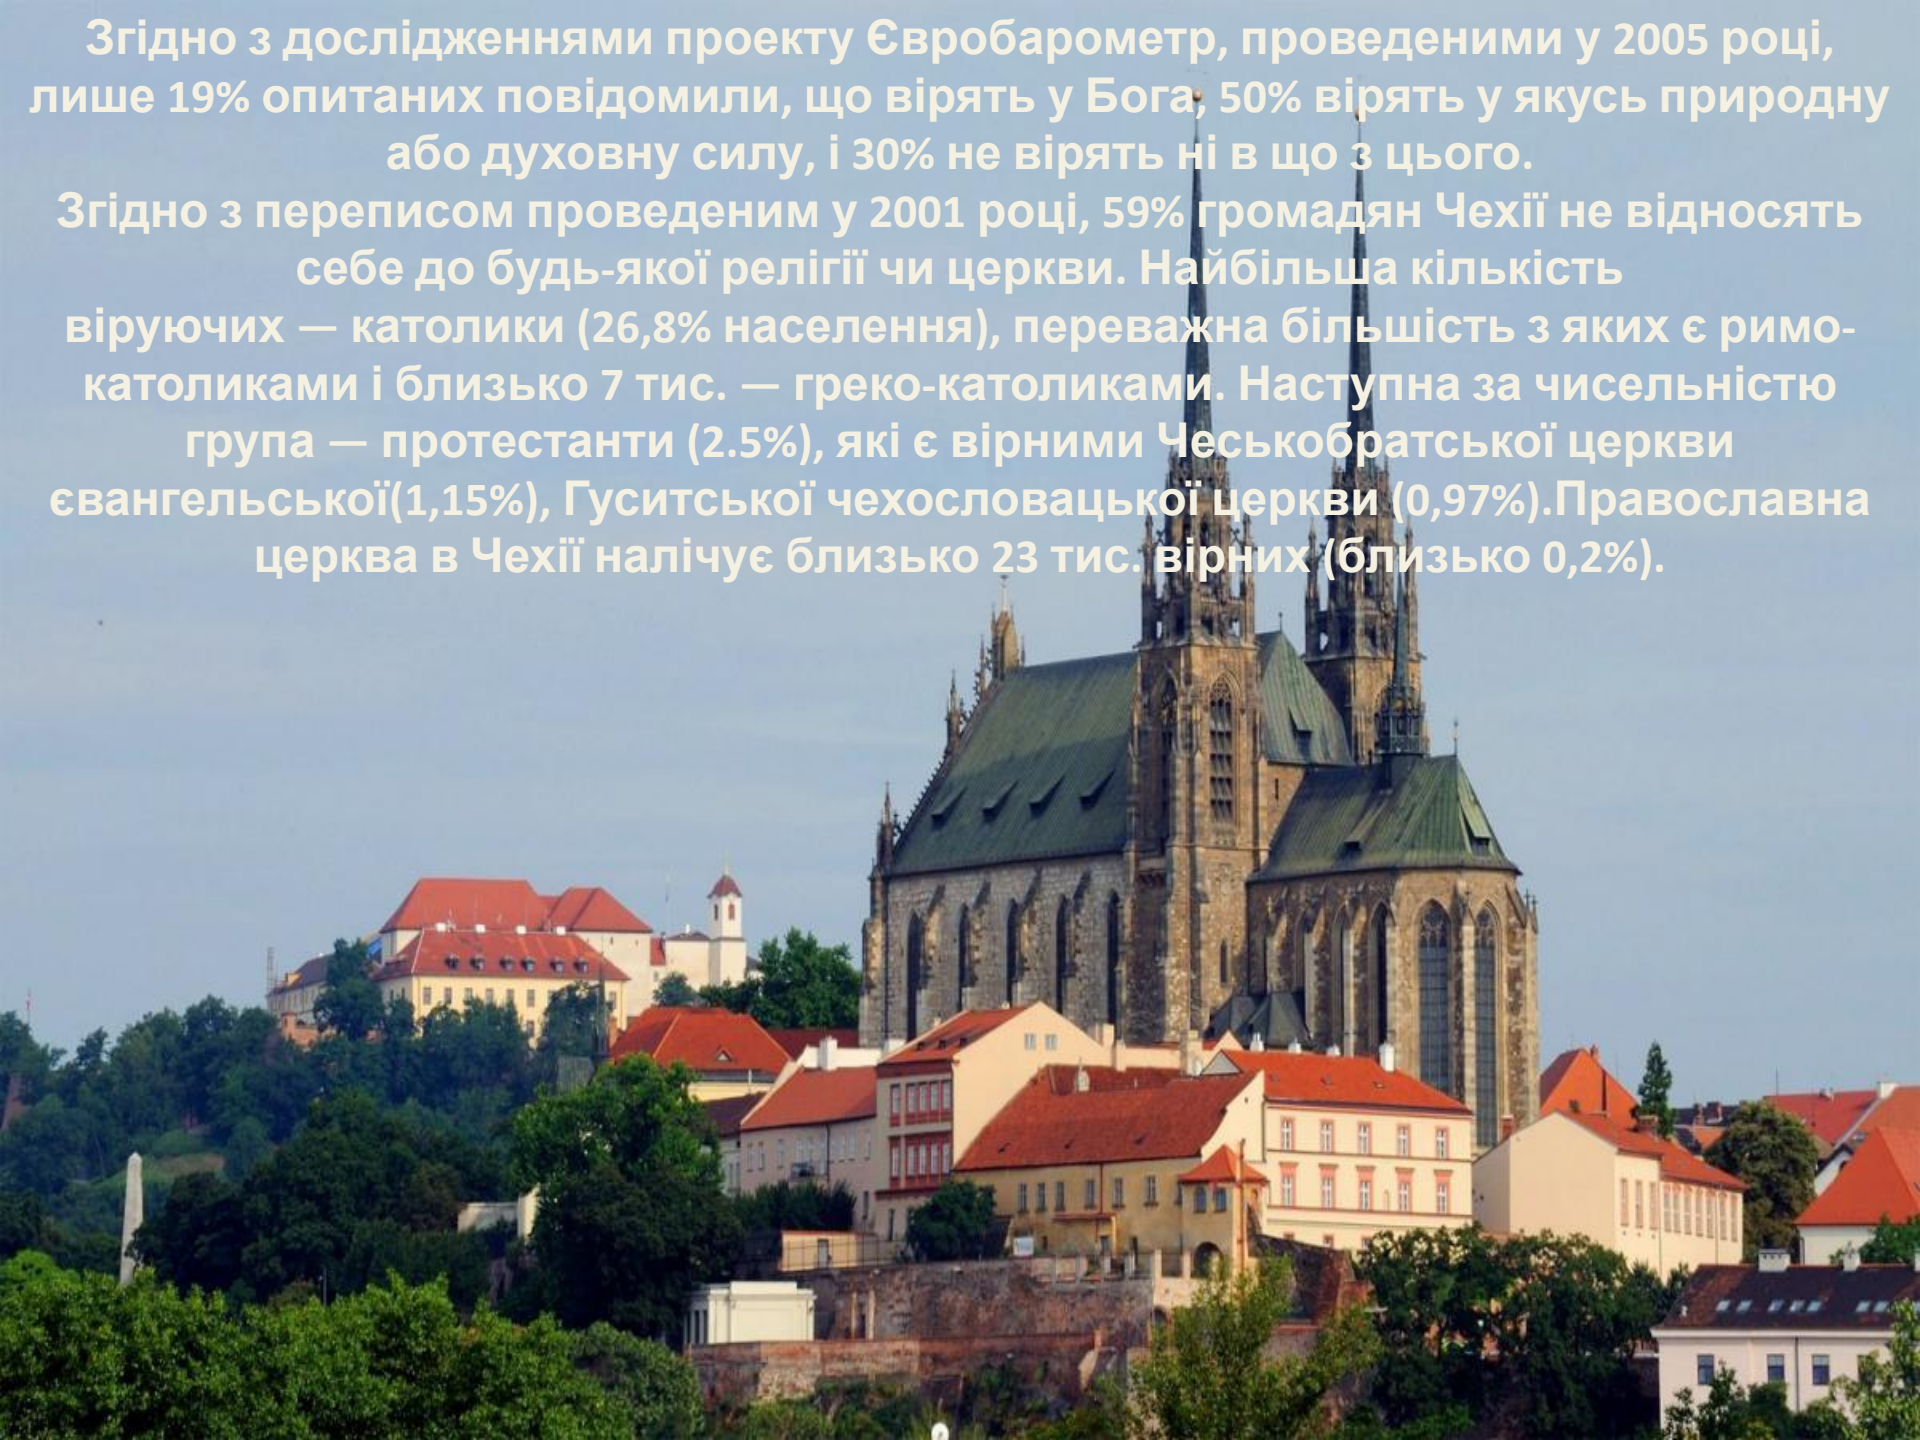 Згідно з дослідженнями проекту Євробарометр, проведеними у 2005 році,
лише 19% опитаних повідомили, що вірять у Бога, 50% вірять у якусь природну
або духовну силу, і 30% не вірять ні в що з цього.
Згідно з переписом проведеним у 2001 році, 59% громадян Чехії не відносять
себе до будь-якої релігії чи церкви. Найбільша кількість
віруючих — католики (26,8% населення), переважна більшість з яких є римо-
католиками і близько 7 тис. — греко-католиками. Наступна за чисельністю
група — протестанти (2.5%), які є вірними Чеськобратської церкви
євангельської(1,15%), Гуситської чехословацької церкви (0,97%).Православна
церква в Чехії налічує близько 23 тис. вірних (близько 0,2%).